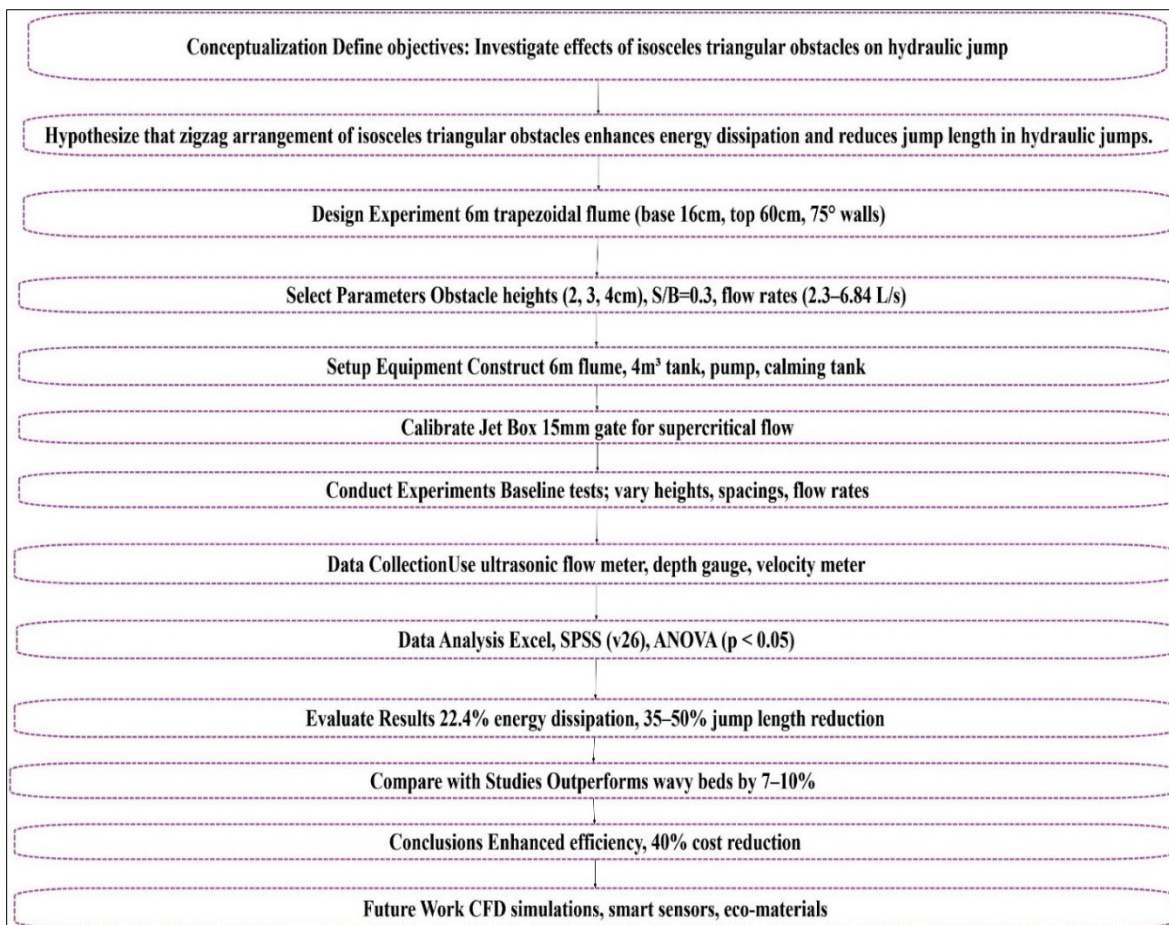 Conceptualization Define objectives: Investigate effects of isosceles triangular obstacles on hydraulic jump
Hypothesize that zigzag arrangement of isosceles triangular obstacles enhances energy dissipation and reduces jump length in hydraulic jumps.
Design Experiment 6m trapezoidal flume (base 16cm, top 60cm, 75° walls)
Select Parameters Obstacle heights (2, 3, 4cm), S/B=0.3, flow rates (2.3–6.84 L/s)
Setup Equipment Construct 6m flume, 4m³ tank, pump, calming tank
Calibrate Jet Box 15mm gate for supercritical flow
Conduct Experiments Baseline tests; vary heights, spacings, flow rates
Data CollectionUse ultrasonic flow meter, depth gauge, velocity meter
Data Analysis Excel, SPSS (v26), ANOVA (p < 0.05)
Evaluate Results 22.4% energy dissipation, 35–50% jump length reduction
Compare with Studies Outperforms wavy beds by 7–10%
Conclusions Enhanced efficiency, 40% cost reduction
Future Work CFD simulations, smart sensors, eco-materials